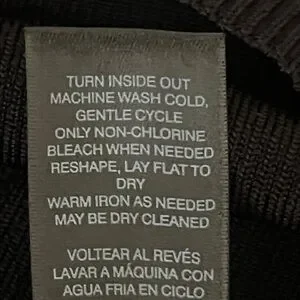 TURN INSIDE OUT
MACHINE WASH COLD,
GENTLE CYCLE
ONLY NON-CHLORINE
BLEACH WHEN NEEDED
RESHAPE, LAY FLAT TO
DRY
WARM IRON AS NEEDED
MAY BE DRY CLEANED
VOLTEAR AL REVÉS
LAVAR A MÁQUINA CON
AGUA FRIA EN CICLO